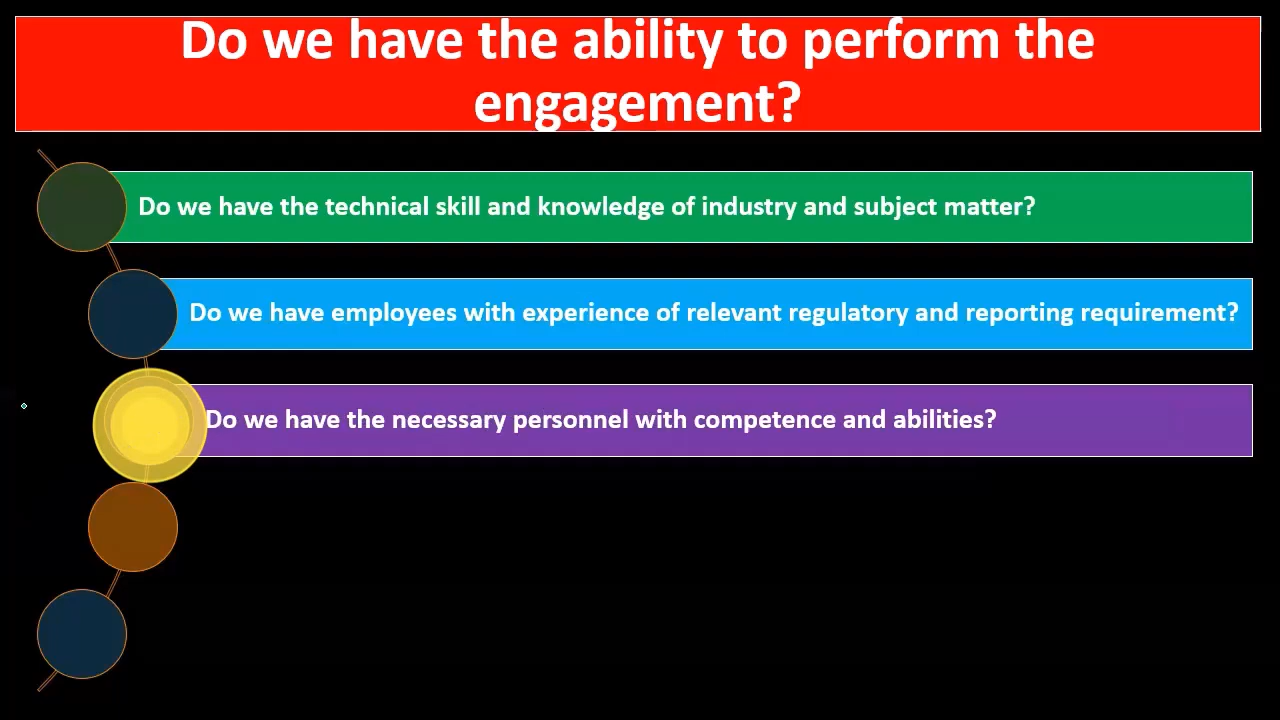 Do we have the ability to perform the
engagement?
Do we have the technical skill and knowledge of industry and subject matter?
Do we have employees with experience of relevant regulatory and reporting requirement?
Do we have the necessary personnel with competence and abilities?